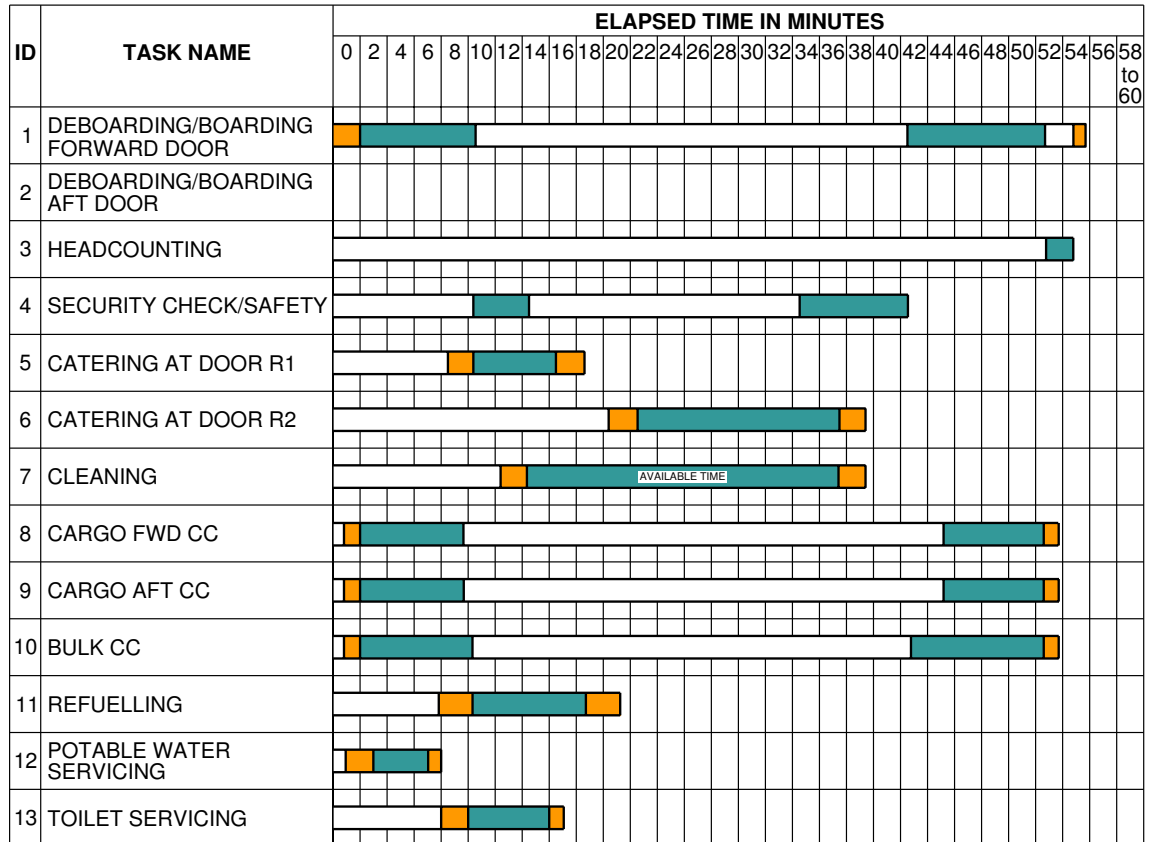 ELAPSED TIME IN MINUTES
ID TASK NAME 0 2 4 6 8 10 12 14 16 18 20 22 24 26 28 30 32 34 36 38 40 42 44 46 48 50 52 54 56 58
to
60
1 DEBOARDING/BOARDING
FORWARD DOOR
2 DEBOARDING/BOARDING
AFT DOOR
3 HEADCOUNTING
4 SECURITY CHECK/SAFETY
5 CATERING AT DOOR R1
6 CATERING AT DOOR R2
7 CLEANING AVAILABLE TIME
8 CARGO FWD CC
9 CARGO AFT CC
10 BULK CC
11 REFUELLING
12 POTABLE WATER
SERVICING
13 TOILET SERVICING